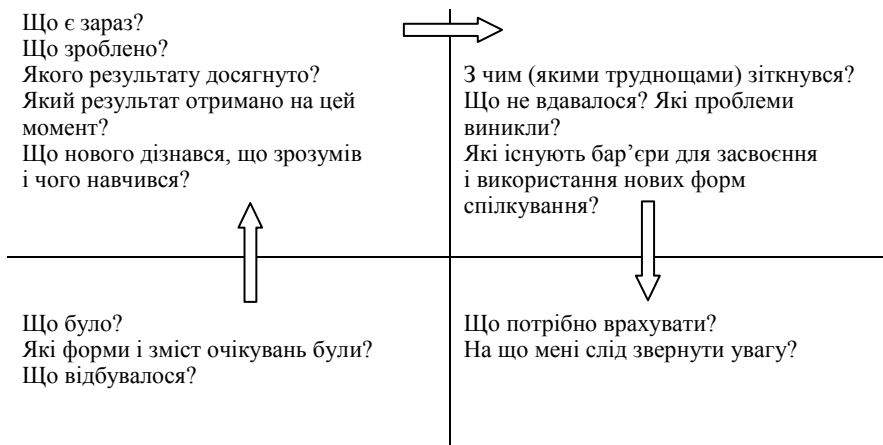 Що є зараз?
Що зроблено?
Якого результату досягнуто?
Який результат отримано на цей
момент?
Що нового дізнався, що зрозумів
і чого навчився?
З чим (якими труднощами) зіткнувся?
Що не вдавалося? Які проблеми
виникли?
Які існують бар’єри для засвоєння
і використання нових форм
спілкування?
Що було?
Які форми і зміст очікувань були?
Що відбувалося?
Що потрібно врахувати?
На що мені слід звернути увагу?